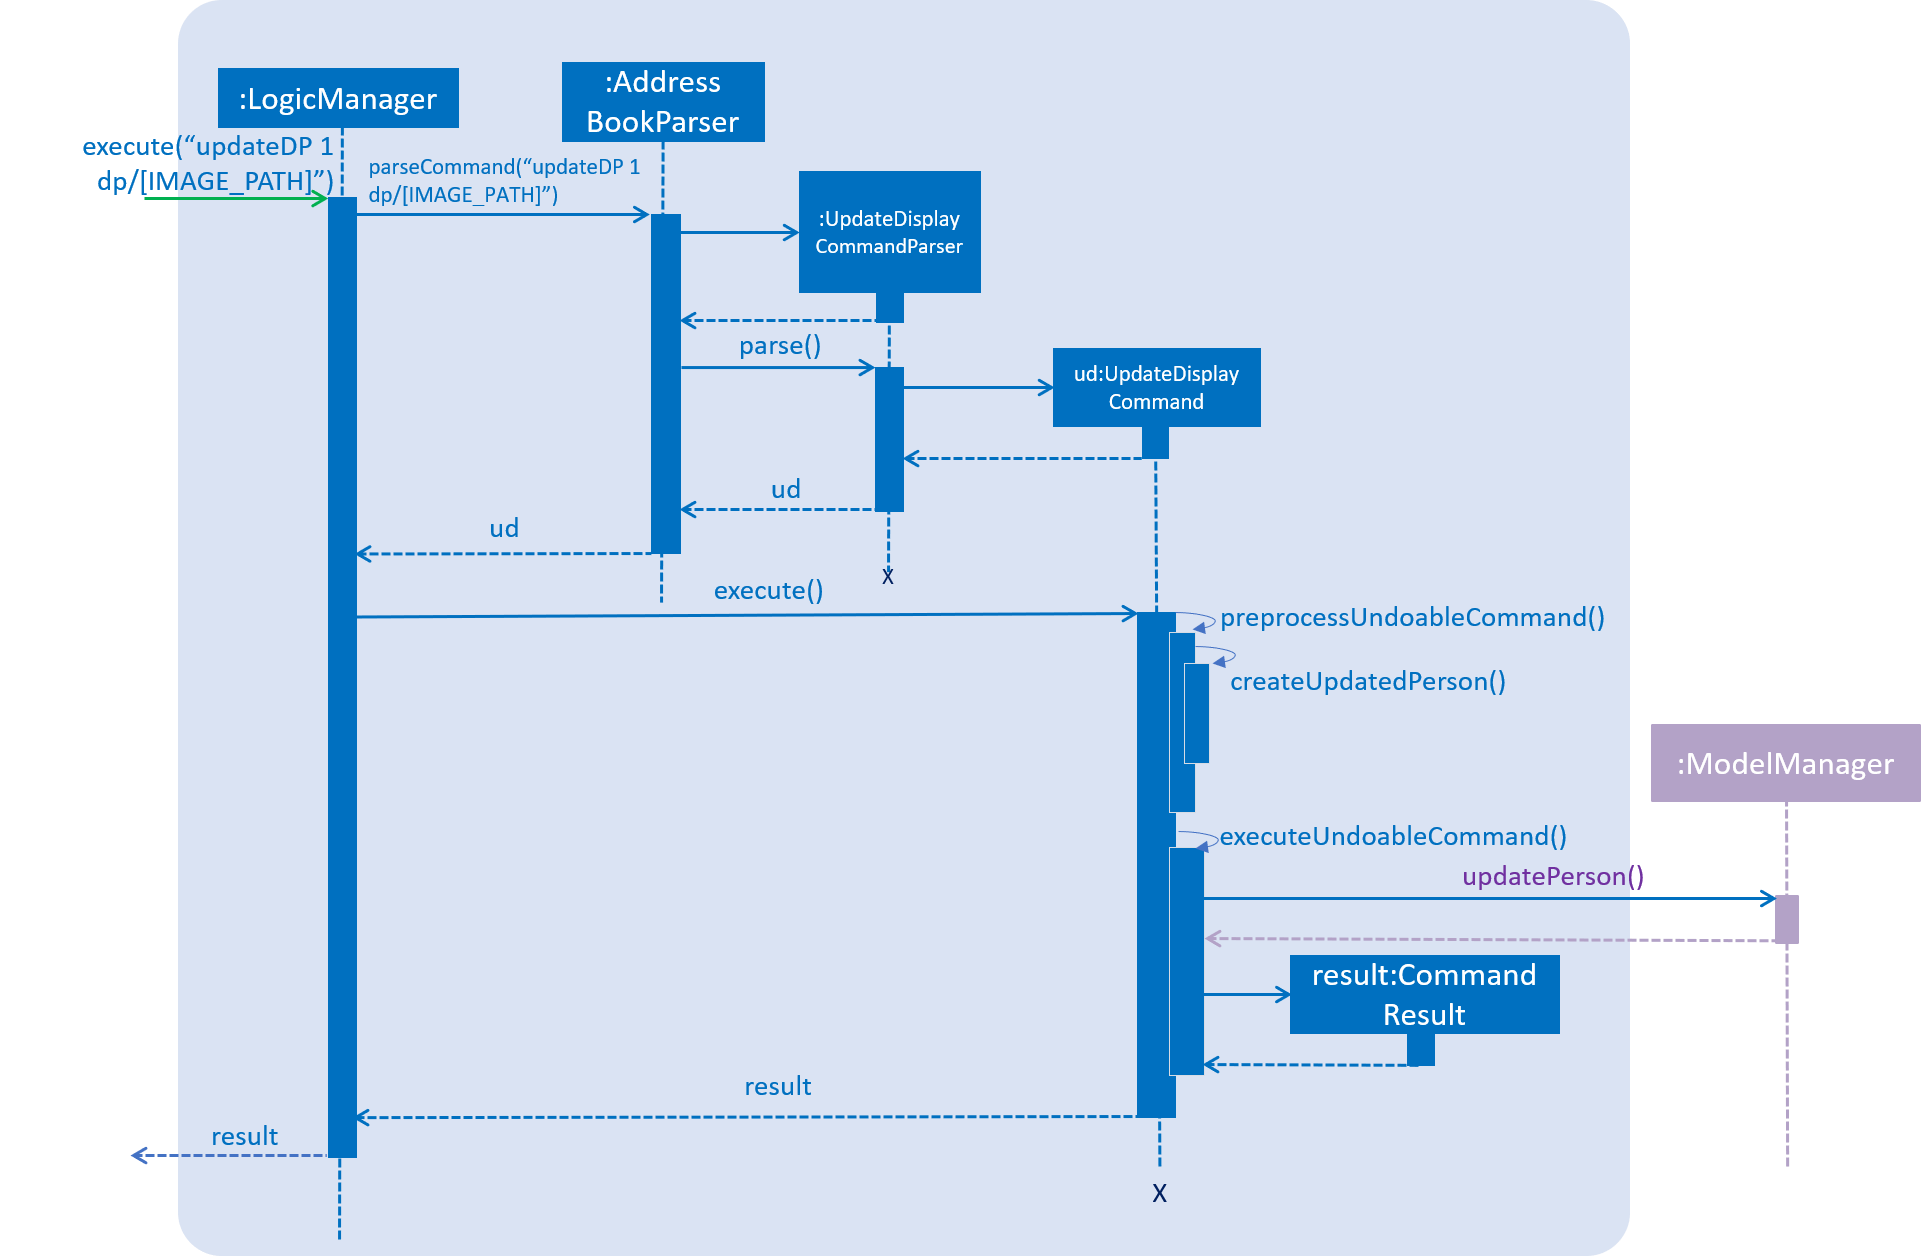 :LogicManager
:Address
BookParser
execute(“updateDP 1
dp/[IMAGE_PATH]”)
parseCommand(“updateDP 1
dp/[IMAGE_PATH]”)
:UpdateDisplay
CommandParser
parse()
ud:UpdateDisplay
Command
ud
ud
X
execute()
preprocessUndoableCommand()
createUpdatedPerson()
:ModelManager
executeUndoableCommand()
updatePerson()
result:Command
Result
result
result
X